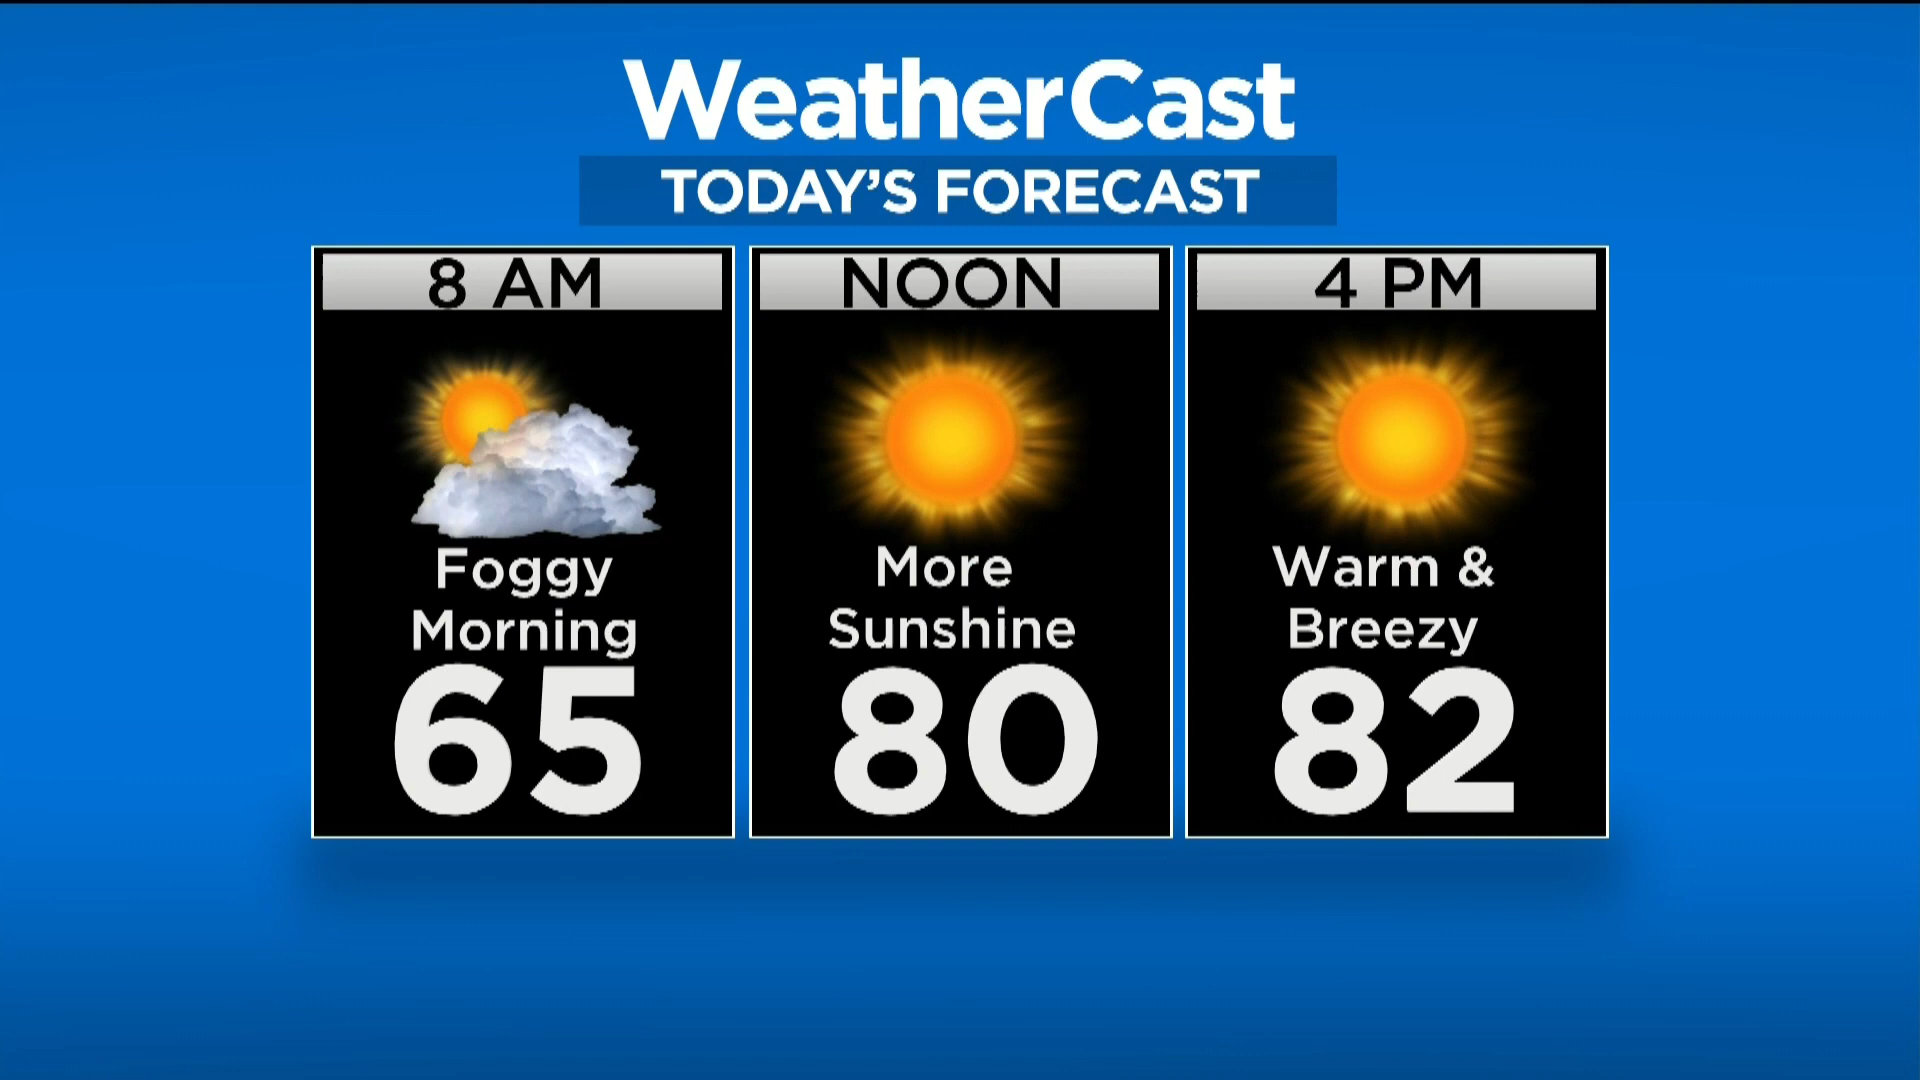 WeatherCast
TODAY'S FORECAST
8 AM
Foggy
Morning
65
NOON
More
Sunshine
80
4 PM
Warm &
Breezy
82